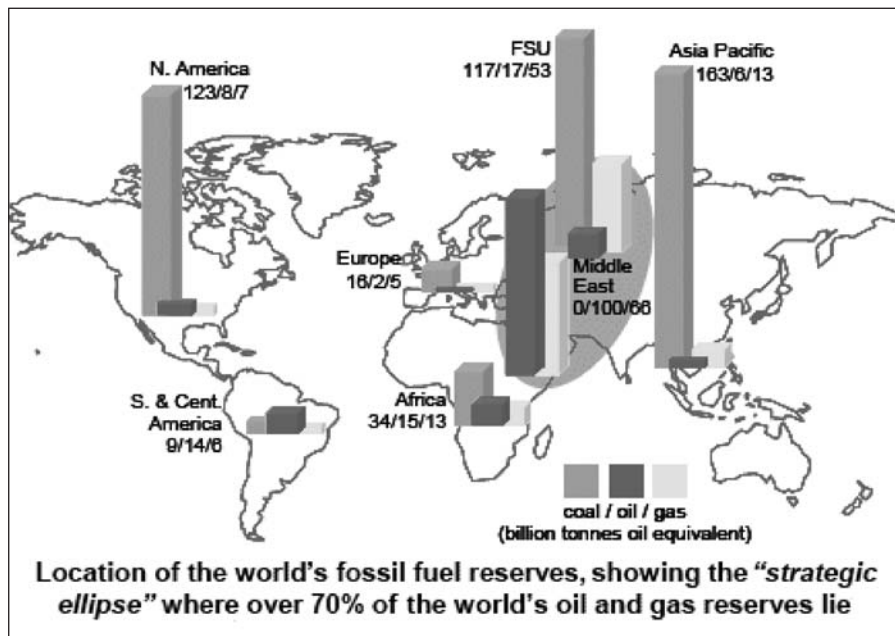 N. America
123/8/7
FSU
117/17/53
Asia Pacific
163/6/13
Europe
16/2/5
Middle
East
0/100/66
S. & Cent.
America
9/14/6
Africa
34/15/13
coal / oil / gas
(billion tonnes oil equivalent)
Location of the world's fossil fuel reserves, showing the "strategic
ellipse" where over 70% of the world's oil and gas reserves lie